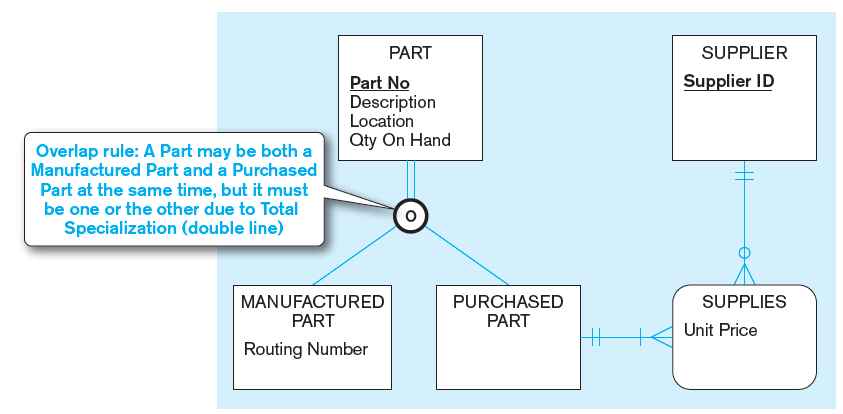 PART
Part No
Description
Location
Qty On Hand
SUPPLIER
Supplier ID
Overlap rule: A Part may be both a
Manufactured Part and a Purchased
Part at the same time, but it must
be one or the other due to Total
Specialization (double line)
O
MANUFACTURED
PART
Routing Number
PURCHASED
PART
SUPPLIES
Unit Price